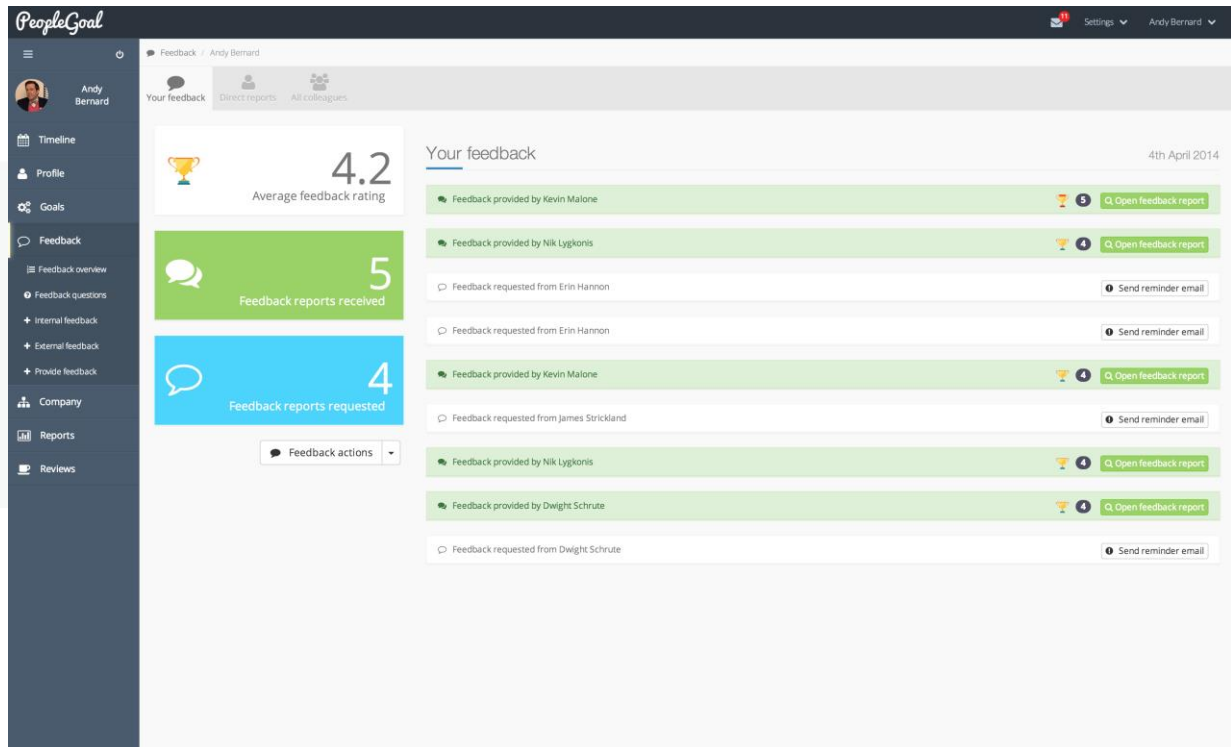 PeopleGoal
11 Settings Andy Bernard
Feedback / Andy Bernard
Andy
Bernard
Your feedback Direct reports All colleagues
Timeline
Profile
Goals
Feedback
Feedback overview
Feedback questions
Internal feedback
External feedback
Provide feedback
Company
Reports
Reviews
4.2
Average feedback rating
5
Feedback reports received
4
Feedback reports requested
Feedback actions
Your feedback 4th April 2014
Feedback provided by Kevin Malone 5 Open feedback report
Feedback provided by Nik Lygkonis 4 Open feedback report
Feedback requested from Erin Hannon Send reminder email
Feedback requested from Erin Hannon Send reminder email
Feedback provided by Kevin Malone 4 Open feedback report
Feedback requested from James Strickland Send reminder email
Feedback provided by Nik Lygkonis 4 Open feedback report
Feedback provided by Dwight Schrute 4 Open feedback report
Feedback requested from Dwight Schrute Send reminder email